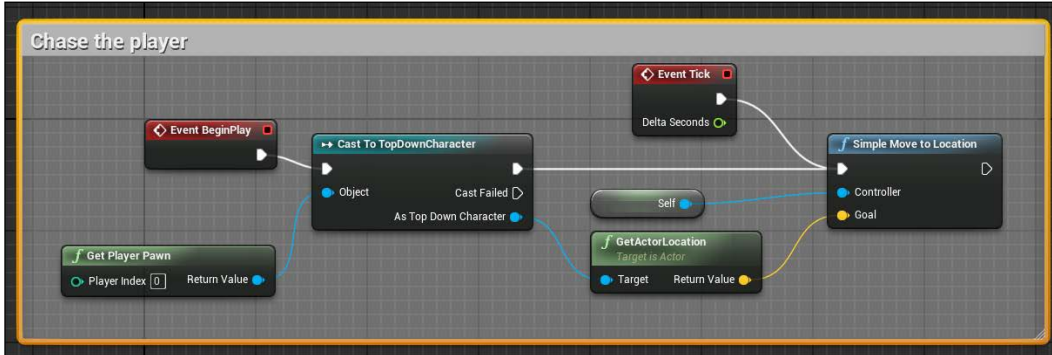 Chase the player
Event Tick
Delta Seconds
Event BeginPlay
Cast To TopDownCharacter
Object
Cast Failed
As Top Down Character
Simple Move to Location
Controller
Goal
Self
Get Player Pawn
Player Index 0
Return Value
GetActorLocation
Target is Actor
Target
Return Value